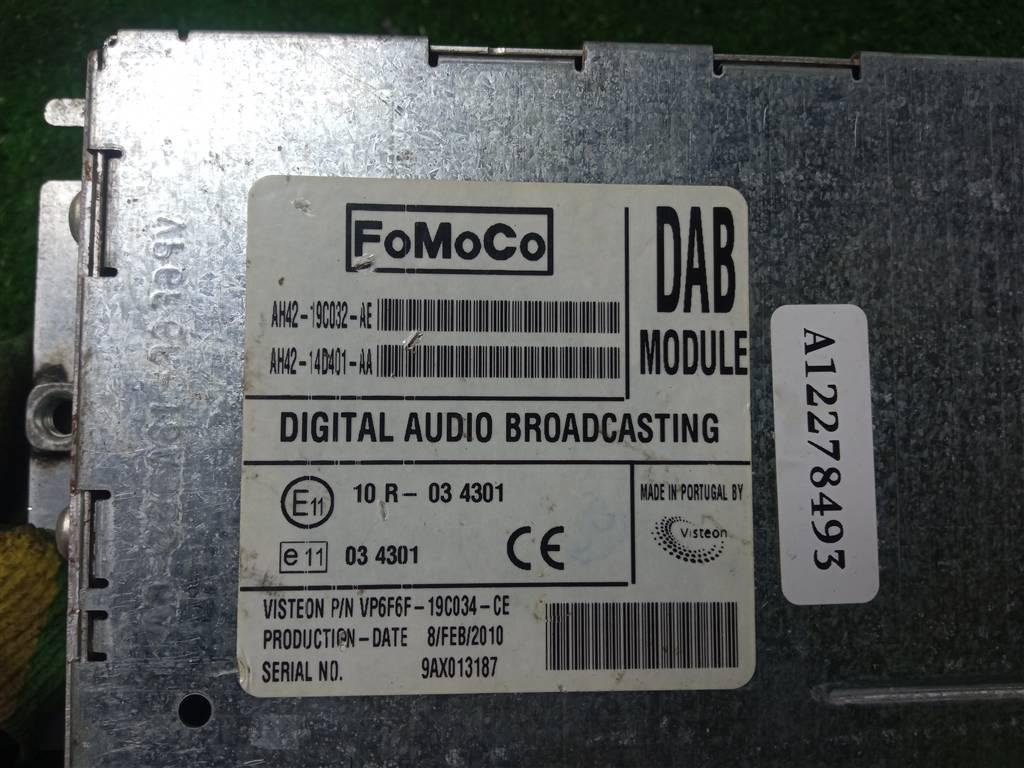 FoMoCo
AH42-19C032-AE
AH42-14D401-AA
DAB
MODULE
DIGITAL AUDIO BROADCASTING
E11 10 R- 03 4301
e 11 03 4301
CE
MADE IN PORTUGAL BY
Visteon
VISTEON P/N VP6F6F-19C034-CE
PRODUCTION-DATE 8/FEB/2010
SERIAL NO. 9AX013187
A12278493